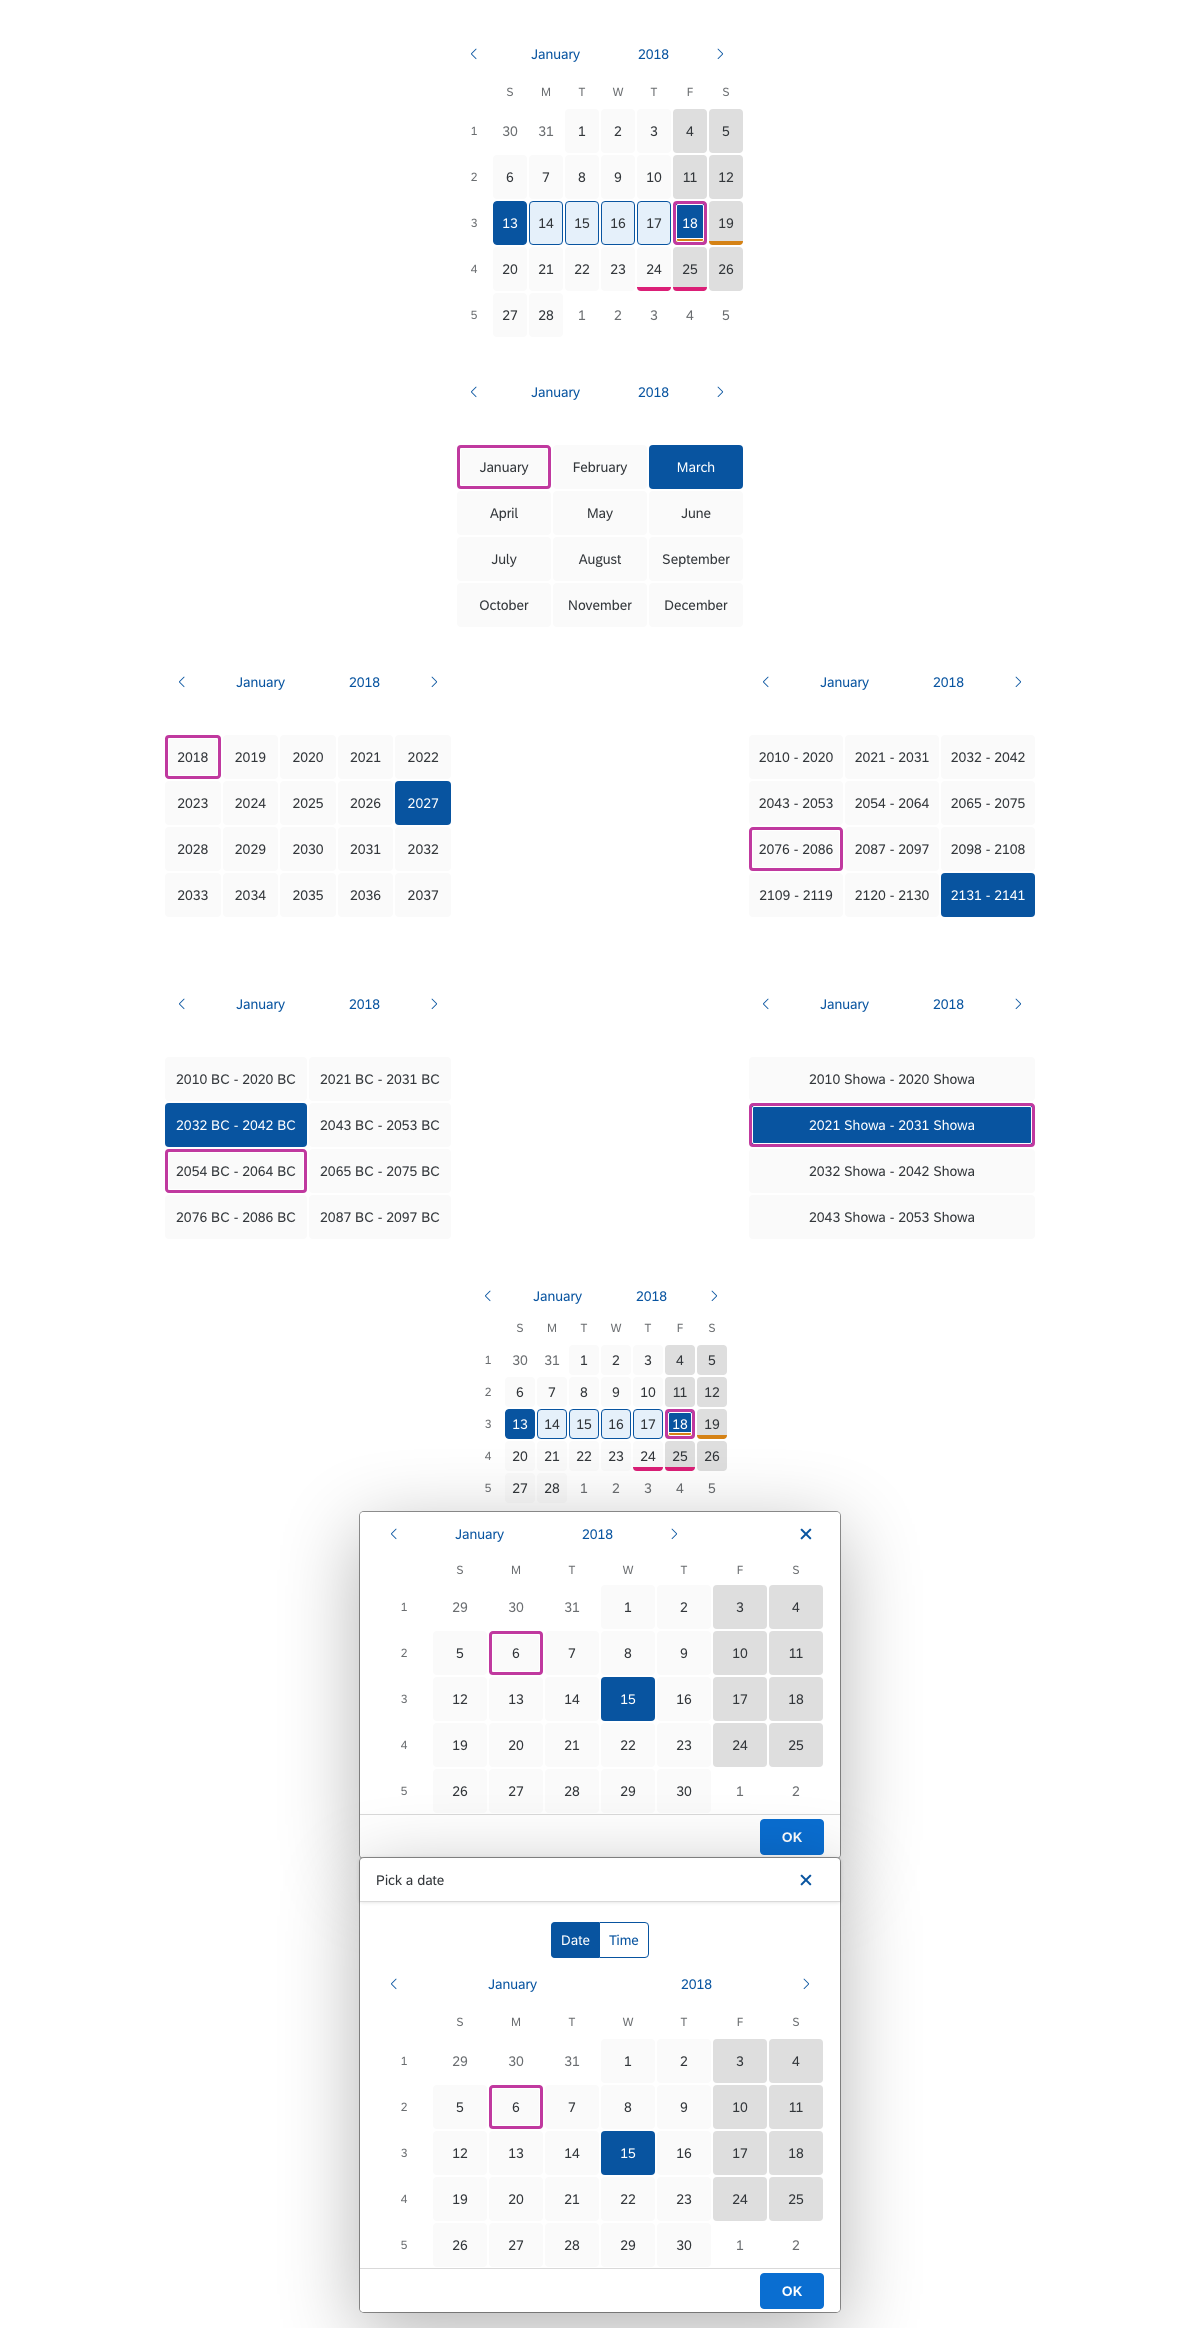 January 2018
S M T W T F S
1 30 31 1 2 3 4 5
2 6 7 8 9 10 11 12
3 13 14 15 16 17 18 19
4 20 21 22 23 24 25 26
5 27 28 1 2 3 4 5
January 2018
January February March
April May June
July August September
October November December
January 2018
2018 2019 2020 2021 2022
2023 2024 2025 2026 2027
2028 2029 2030 2031 2032
2033 2034 2035 2036 2037
January 2018
2010 - 2020 2021 - 2031 2032 - 2042
2043 - 2053 2054 - 2064 2065 - 2075
2076 - 2086 2087 - 2097 2098 - 2108
2109 - 2119 2120 - 2130 2131 - 2141
January 2018
2010 BC - 2020 BC 2021 BC - 2031 BC
2032 BC - 2042 BC 2043 BC - 2053 BC
2054 BC - 2064 BC 2065 BC - 2075 BC
2076 BC - 2086 BC 2087 BC - 2097 BC
January 2018
2010 Showa - 2020 Showa
2021 Showa - 2031 Showa
2032 Showa - 2042 Showa
2043 Showa - 2053 Showa
January 2018
S M T W T F S
1 30 31 1 2 3 4 5
2 6 7 8 9 10 11 12
3 13 14 15 16 17 18 19
4 20 21 22 23 24 25 26
5 27 28 1 2 3 4 5
January 2018
S M T W T F S
1 29 30 31 1 2 3 4
2 5 6 7 8 9 10 11
3 12 13 14 15 16 17 18
4 19 20 21 22 23 24 25
5 26 27 28 29 30 1 2
OK
Pick a date
Date Time
January 2018
S M T W T F S
1 29 30 31 1 2 3 4
2 5 6 7 8 9 10 11
3 12 13 14 15 16 17 18
4 19 20 21 22 23 24 25
5 26 27 28 29 30 1 2
OK